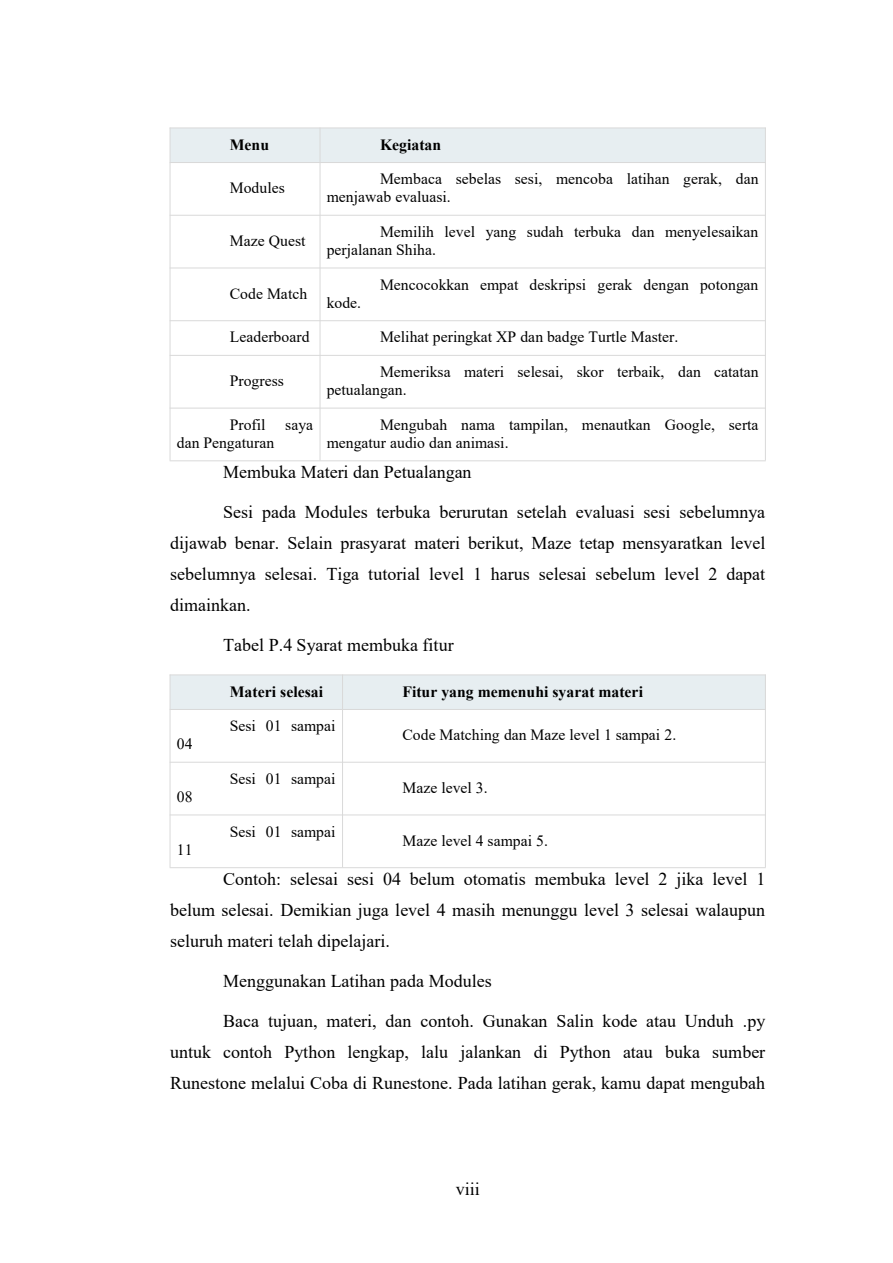 Menu Kegiatan
Modules Membaca sebelas sesi, mencoba latihan gerak, dan
menjawab evaluasi.
Maze Quest Memilih level yang sudah terbuka dan menyelesaikan
perjalanan Shiha.
Code Match Mencocokkan empat deskripsi gerak dengan potongan
kode.
Leaderboard Melihat peringkat XP dan badge Turtle Master.
Progress Memeriksa materi selesai, skor terbaik, dan catatan
petualangan.
Profil saya Mengubah nama tampilan, menautkan Google, serta
dan Pengaturan mengatur audio dan animasi.
Membuka Materi dan Petualangan
Sesi pada Modules terbuka berurutan setelah evaluasi sesi sebelumnya
dijawab benar. Selain prasyarat materi berikut, Maze tetap mensyaratkan level
sebelumnya selesai. Tiga tutorial level 1 harus selesai sebelum level 2 dapat
dimainkan.
Tabel P.4 Syarat membuka fitur
Materi selesai Fitur yang memenuhi syarat materi
Sesi 01 sampai
04 Code Matching dan Maze level 1 sampai 2.
Sesi 01 sampai
08 Maze level 3.
Sesi 01 sampai
11 Maze level 4 sampai 5.
Contoh: selesai sesi 04 belum otomatis membuka level 2 jika level 1
belum selesai. Demikian juga level 4 masih menunggu level 3 selesai walaupun
seluruh materi telah dipelajari.
Menggunakan Latihan pada Modules
Baca tujuan, materi, dan contoh. Gunakan Salin kode atau Unduh .py
untuk contoh Python lengkap, lalu jalankan di Python atau buka sumber
Runestone melalui Coba di Runestone. Pada latihan gerak, kamu dapat mengubah
viii